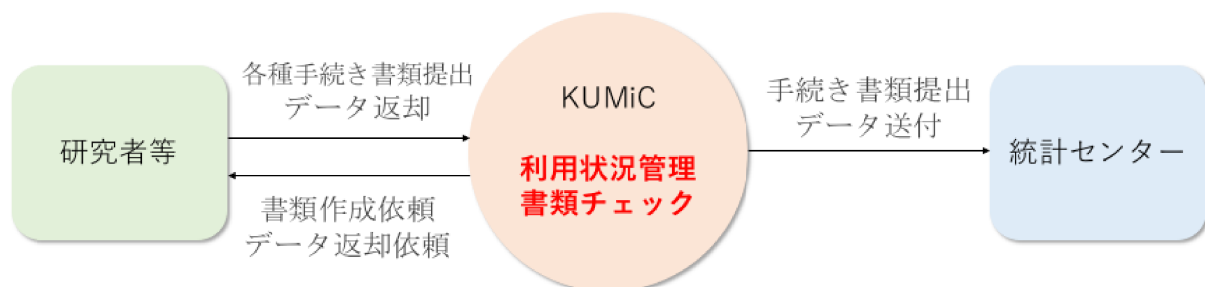 研究者等
各種手続き書類提出
データ返却
書類作成依頼
データ返却依頼
KUMiC
利用状況管理
書類チェック
手続き書類提出
データ送付
統計センター